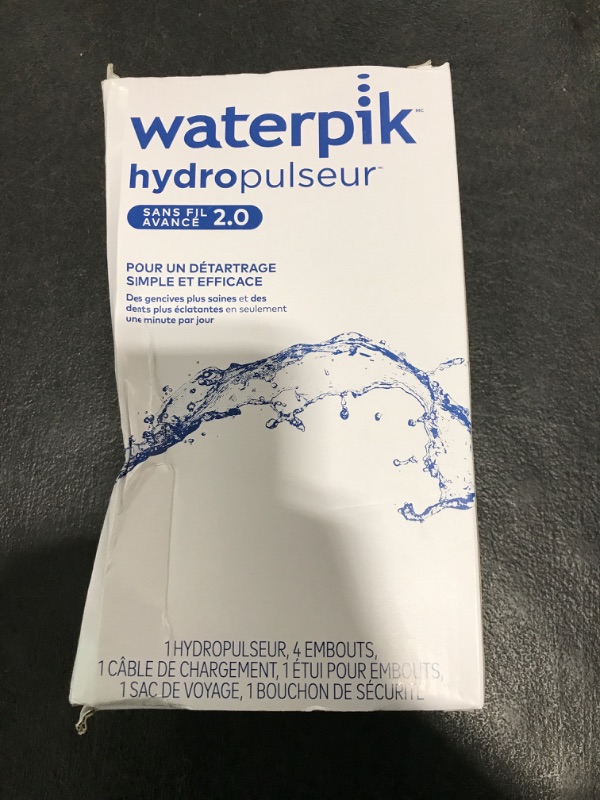 waterpik MC
hydropulseur
SANS FIL
AVANCÉ 2.0
POUR UN DÉTARTRAGE
SIMPLE ET EFFICACE
Des gencives plus saines et des
dents plus éclatantes en seulement
une minute par jour
1 HYDROPULSEUR, 4 EMBOUTS,
1 CÂBLE DE CHARGEMENT, 1 ÉTUI POUR EMBOUTS,
1 SAC DE VOYAGE, 1 BOUCHON DE SÉCURITÉ